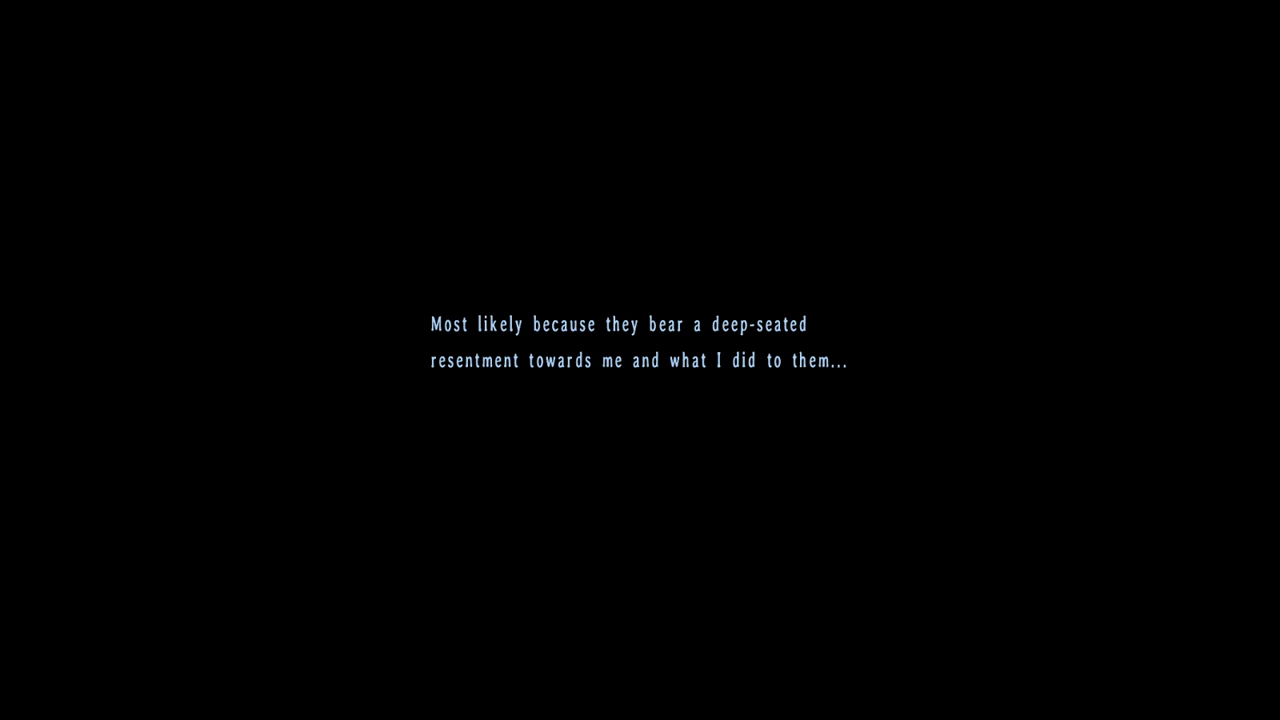 Most likely because they bear a deep-seated
resentment towards me and what I did to them...